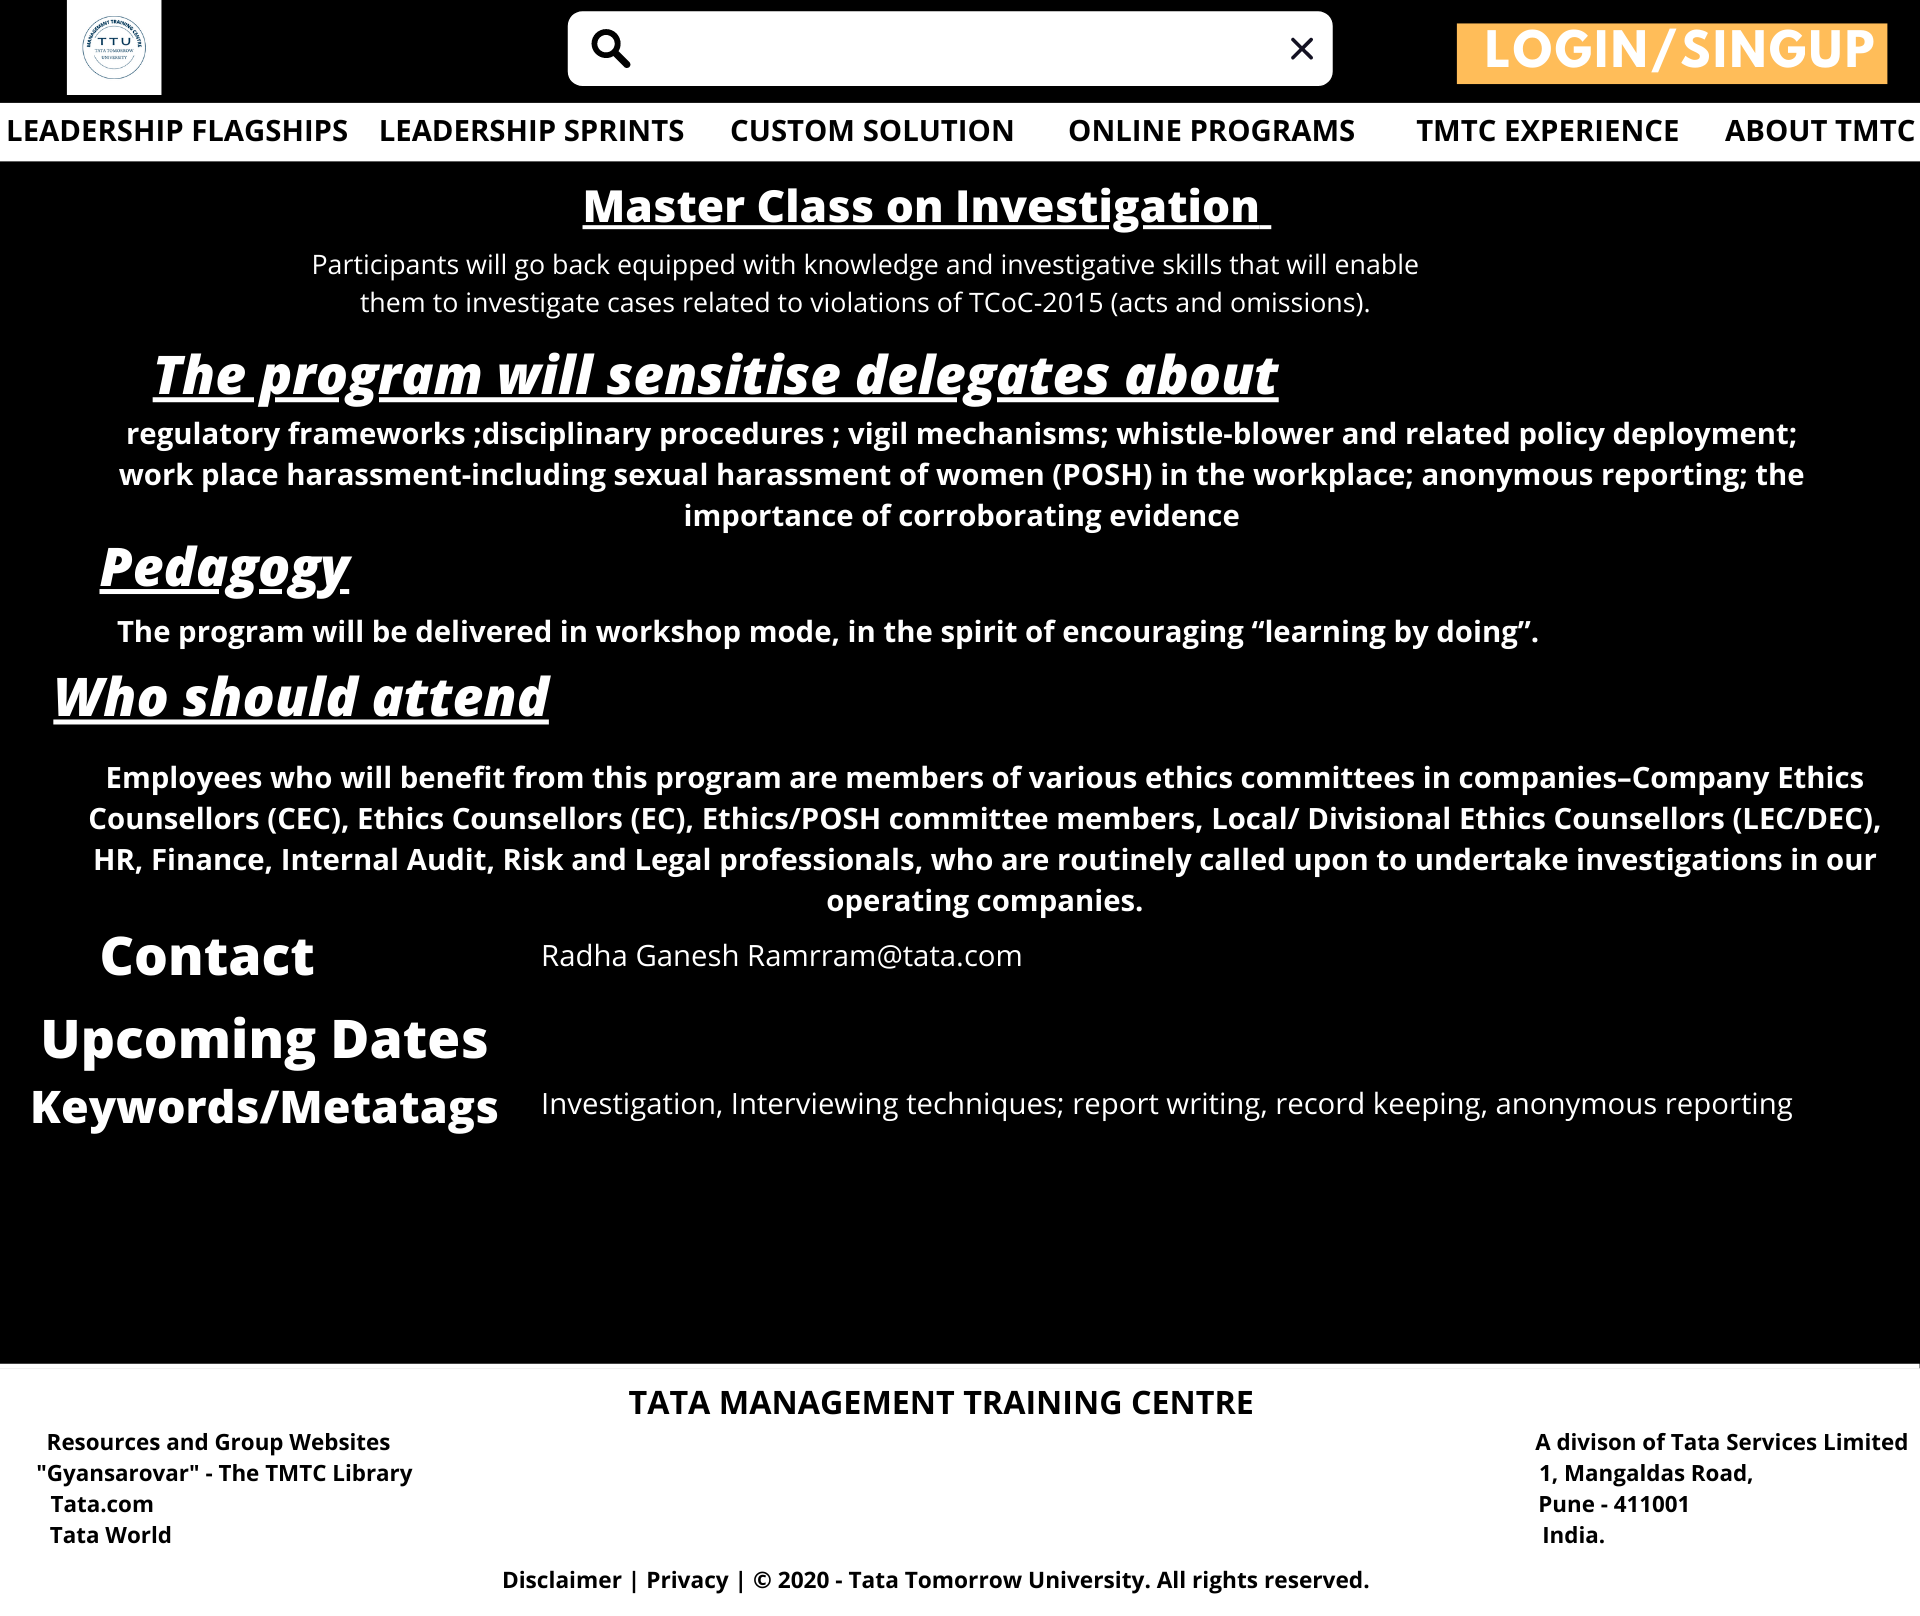 MANAGEMENT TRAINING CENTRE
TTU
TATA TOMORROW
UNIVERSITY
LOGIN/SINGUP
LEADERSHIP FLAGSHIPS LEADERSHIP SPRINTS CUSTOM SOLUTION ONLINE PROGRAMS TMTC EXPERIENCE ABOUT TMTC
Master Class on Investigation
Participants will go back equipped with knowledge and investigative skills that will enable
them to investigate cases related to violations of TCoC-2015 (acts and omissions).
The program will sensitise delegates about
regulatory frameworks ;disciplinary procedures ; vigil mechanisms; whistle-blower and related policy deployment;
work place harassment-including sexual harassment of women (POSH) in the workplace; anonymous reporting; the
importance of corroborating evidence
Pedagogy
The program will be delivered in workshop mode, in the spirit of encouraging “learning by doing”.
Who should attend
Employees who will benefit from this program are members of various ethics committees in companies–Company Ethics
Counsellors (CEC), Ethics Counsellors (EC), Ethics/POSH committee members, Local/ Divisional Ethics Counsellors (LEC/DEC),
HR, Finance, Internal Audit, Risk and Legal professionals, who are routinely called upon to undertake investigations in our
operating companies.
Contact Radha Ganesh Ramrram@tata.com
Upcoming Dates
Keywords/Metatags Investigation, Interviewing techniques; report writing, record keeping, anonymous reporting
TATA MANAGEMENT TRAINING CENTRE
Resources and Group Websites
"Gyansarovar" - The TMTC Library
Tata.com
Tata World
A divison of Tata Services Limited
1, Mangaldas Road,
Pune - 411001
India.
Disclaimer | Privacy | © 2020 - Tata Tomorrow University. All rights reserved.